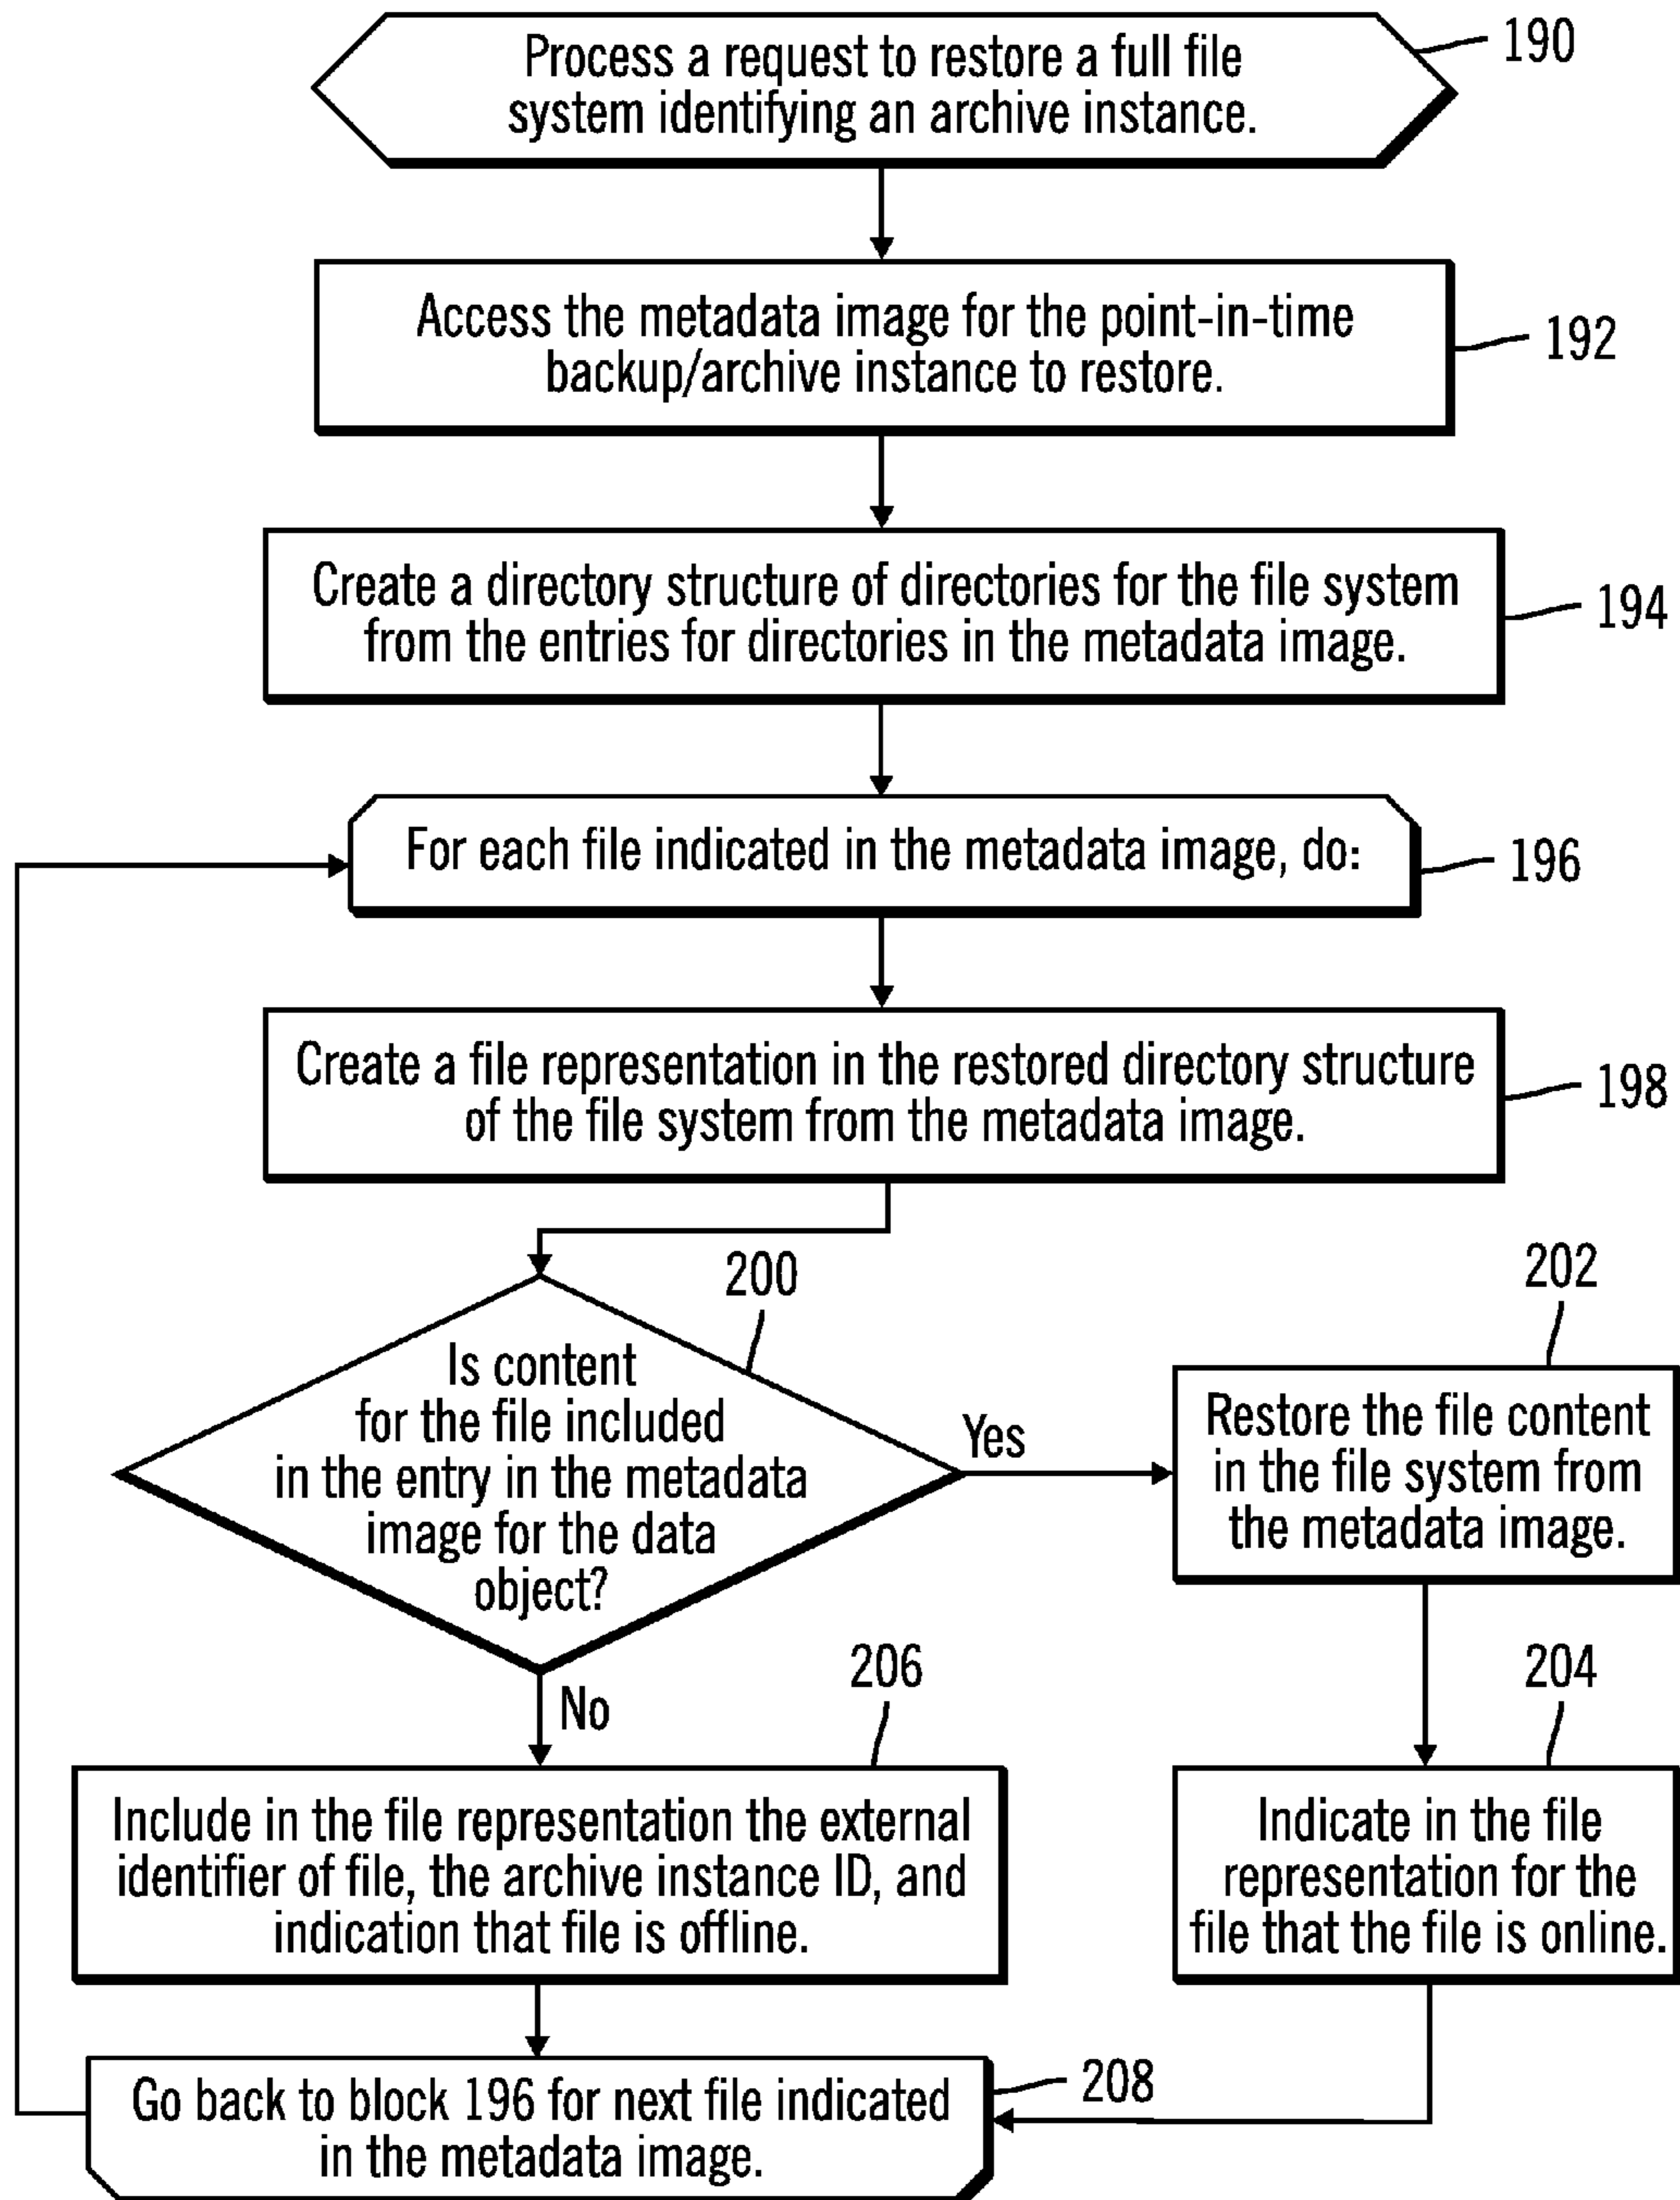 Process a request to restore a full file
system identifying an archive instance.
190
Access the metadata image for the point-in-time
backup/archive instance to restore.
192
Create a directory structure of directories for the file system
from the entries for directories in the metadata image.
194
For each file indicated in the metadata image, do:
196
Create a file representation in the restored directory structure
of the file system from the metadata image.
198
200
Is content
for the file included
in the entry in the metadata
image for the data
object?
Yes
202
Restore the file content
in the file system from
the metadata image.
No
206
Include in the file representation the external
identifier of file, the archive instance ID, and
indication that file is offline.
204
Indicate in the file
representation for the
file that the file is online.
Go back to block 196 for next file indicated
in the metadata image.
208